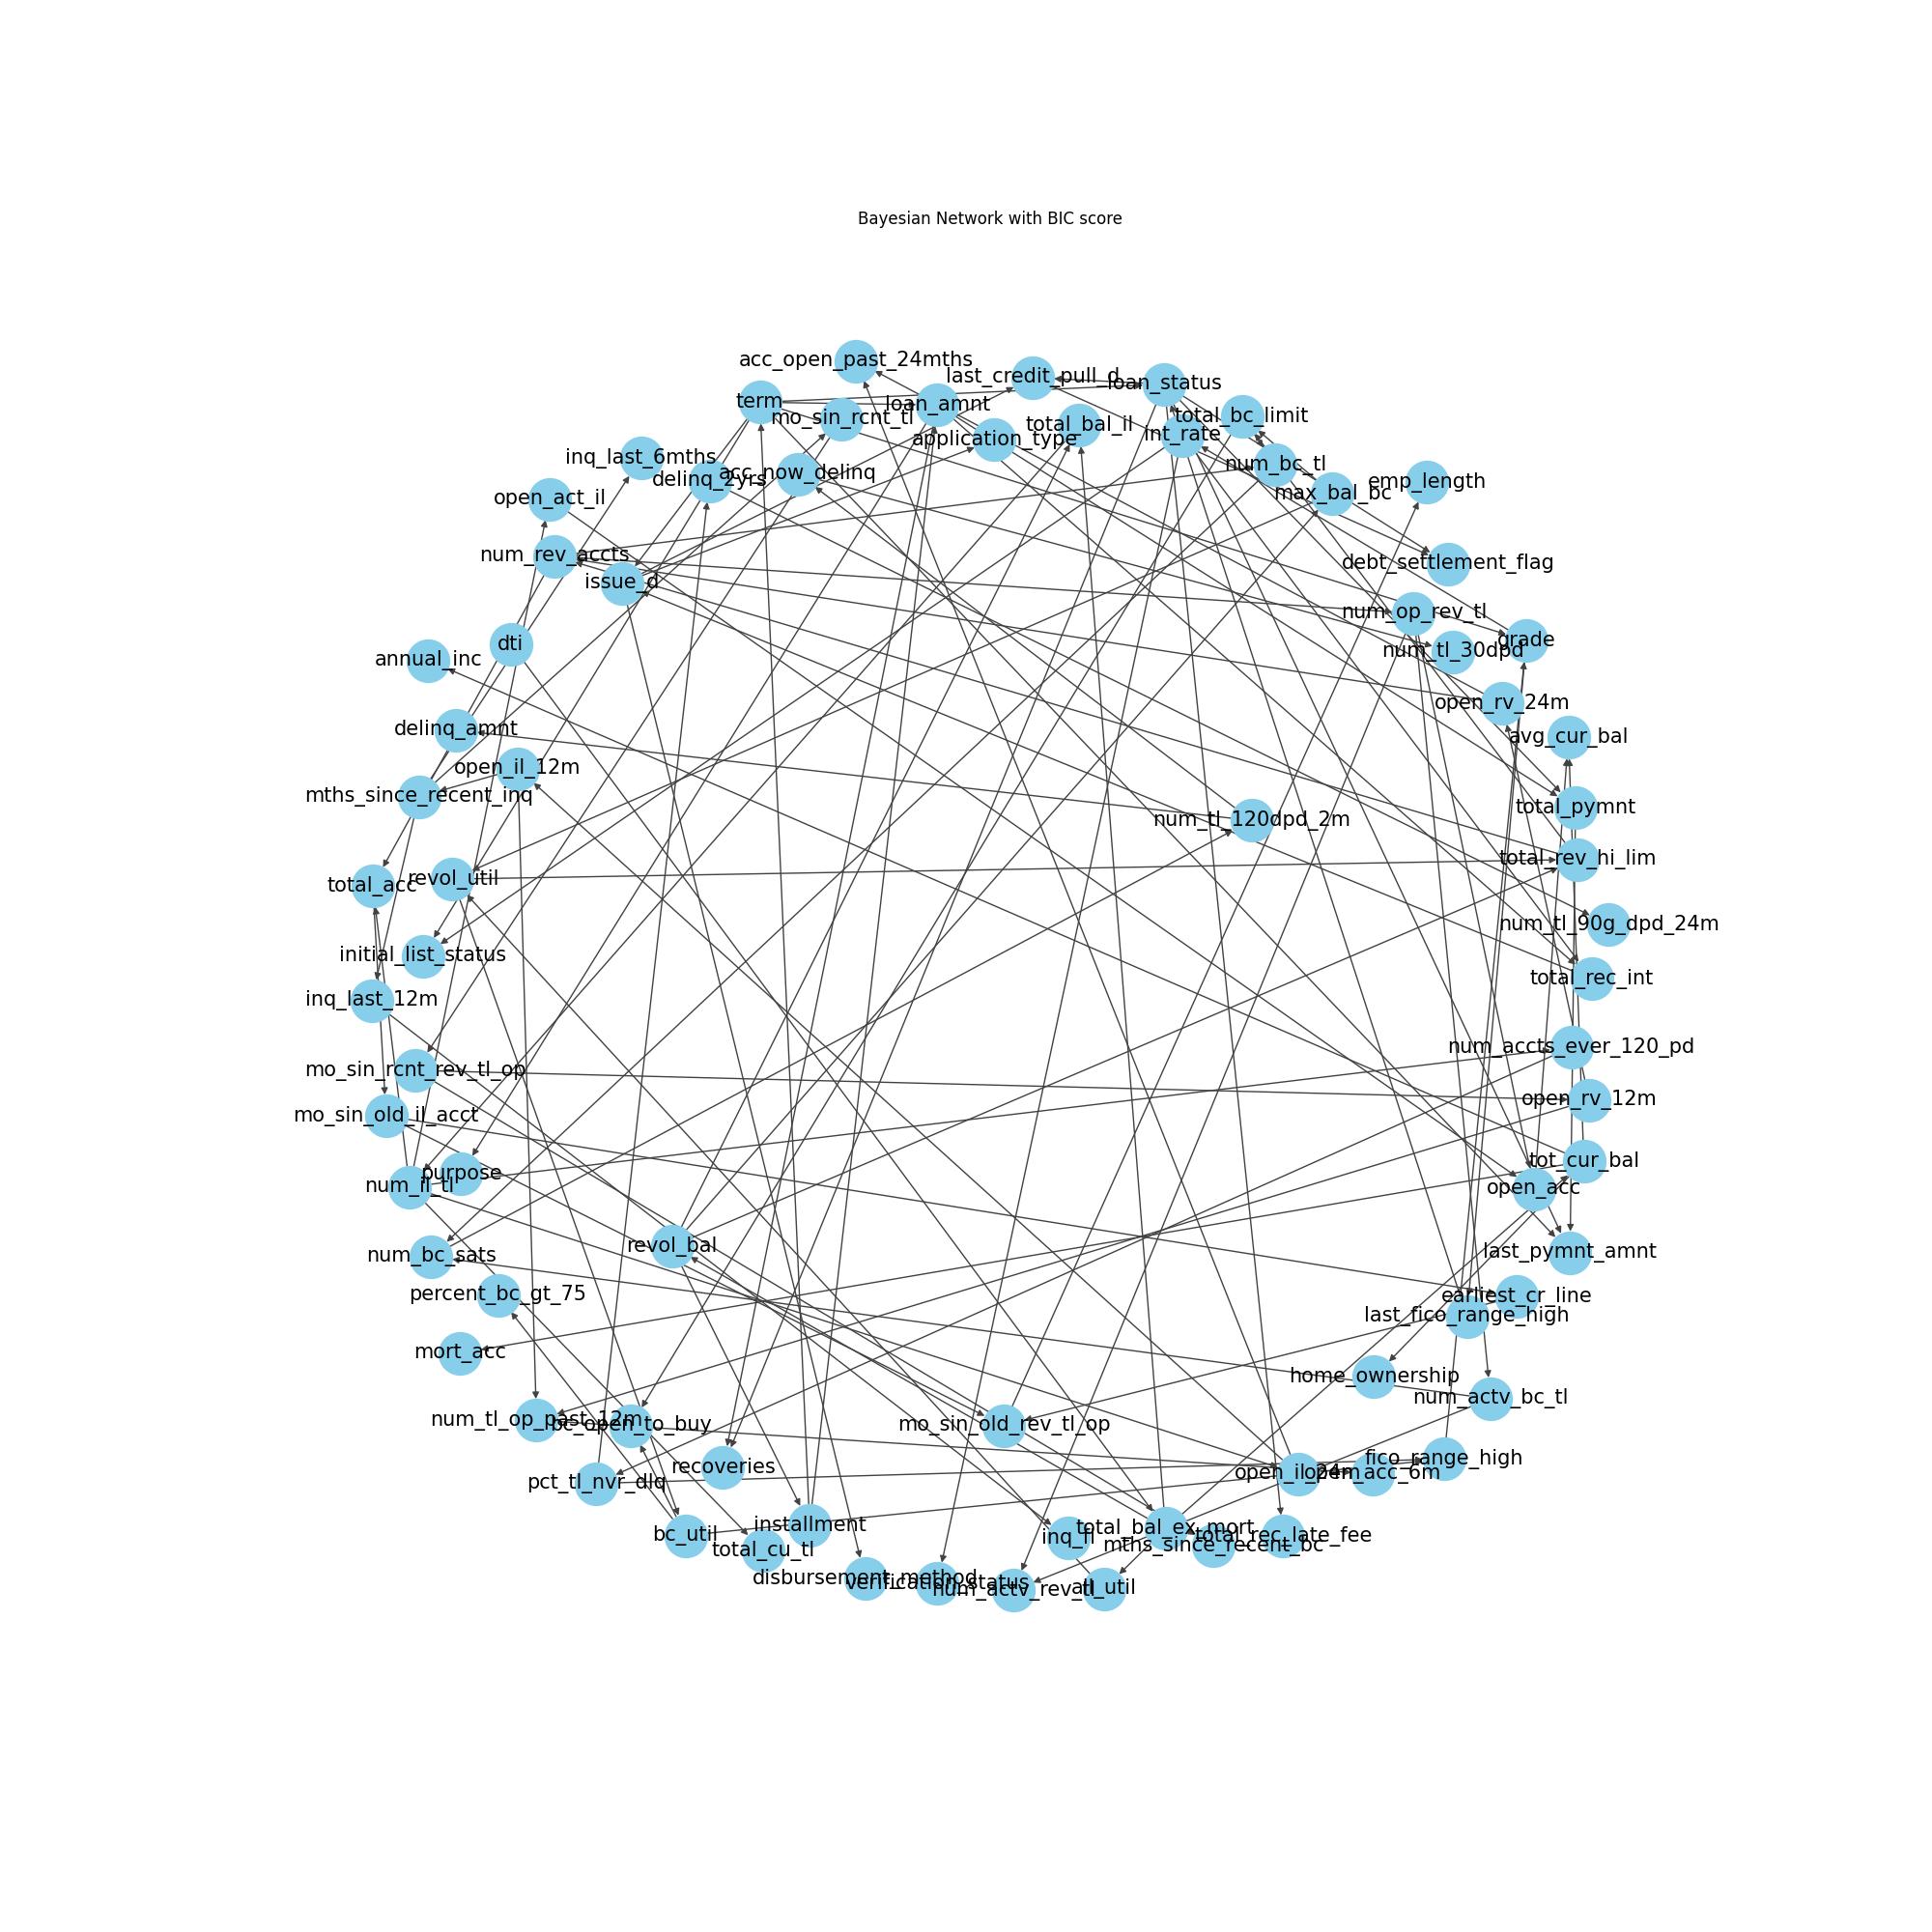 Bayesian Network with BIC score
acc_open_past_24mths
last_credit_pull_d
loan_status
term
loan_amnt
mo_sin_rcnt_tl
total_bc_limit
total_bal_il
int_rate
application_type
inq_last_6mths
num_bc_tl
acc_now_delinq
delinq_2yrs
emp_length
max_bal_bc
open_act_il
num_rev_accts
debt_settlement_flag
issue_d
num_op_rev_tl
grade
dti
num_tl_30dpd
annual_inc
open_rv_24m
delinq_amnt
avg_cur_bal
open_il_12m
mths_since_recent_inq
total_pymnt
num_tl_120dpd_2m
total_rev_hi_lim
revol_util
total_acc
num_tl_90g_dpd_24m
initial_list_status
total_rec_int
inq_last_12m
num_accts_ever_120_pd
mo_sin_rcnt_rev_tl_op
open_rv_12m
mo_sin_old_il_acct
tot_cur_bal
purpose
num_il_tl
open_acc
revol_bal
num_bc_sats
last_pymnt_amnt
percent_bc_gt_75
earliest_cr_line
last_fico_range_high
mort_acc
home_ownership
num_actv_bc_tl
num_tl_op_past_12m
bc_open_to_buy
mo_sin_old_rev_tl_op
fico_range_high
recoveries
open_il_24m
open_acc_6m
pct_tl_nvr_dlq
installment
total_bal_ex_mort
bc_util
inq_fi
total_rec_late_fee
mths_since_recent_bc
total_cu_tl
disbursement_method
verification_status
num_actv_rev_tl
all_util